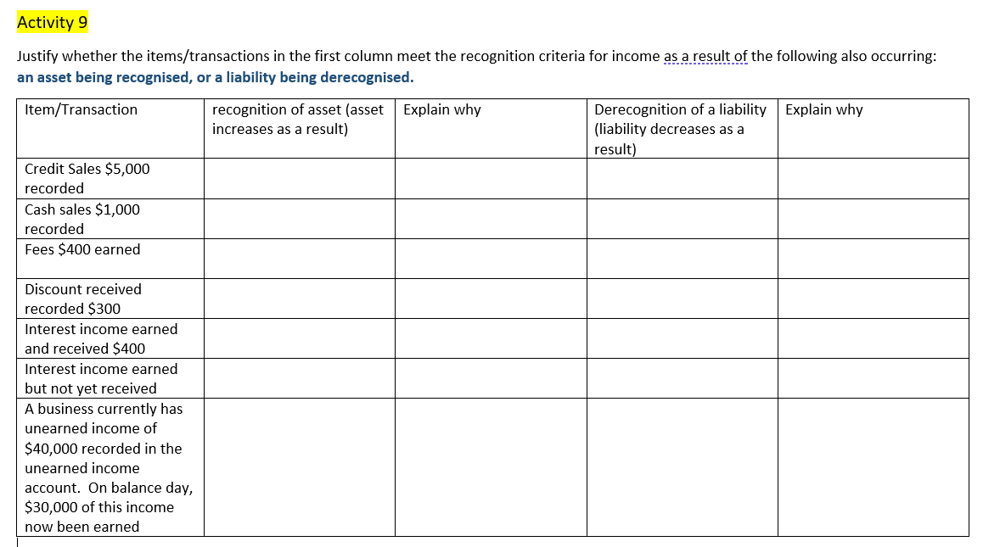 Activity 9
Justify whether the items/transactions in the first column meet the recognition criteria for income as a result of the following also occurring:
an asset being recognised, or a liability being derecognised.
Item/Transaction
recognition of asset (asset
increases as a result)
Explain why
Derecognition of a liability
(liability decreases as a
result)
Explain why
Credit Sales $5,000
recorded
Cash sales $1,000
recorded
Fees $400 earned
Discount received
recorded $300
Interest income earned
and received $400
Interest income earned
but not yet received
A business currently has
unearned income of
$40,000 recorded in the
unearned income
account.  On balance day,
$30,000 of this income
now been earned